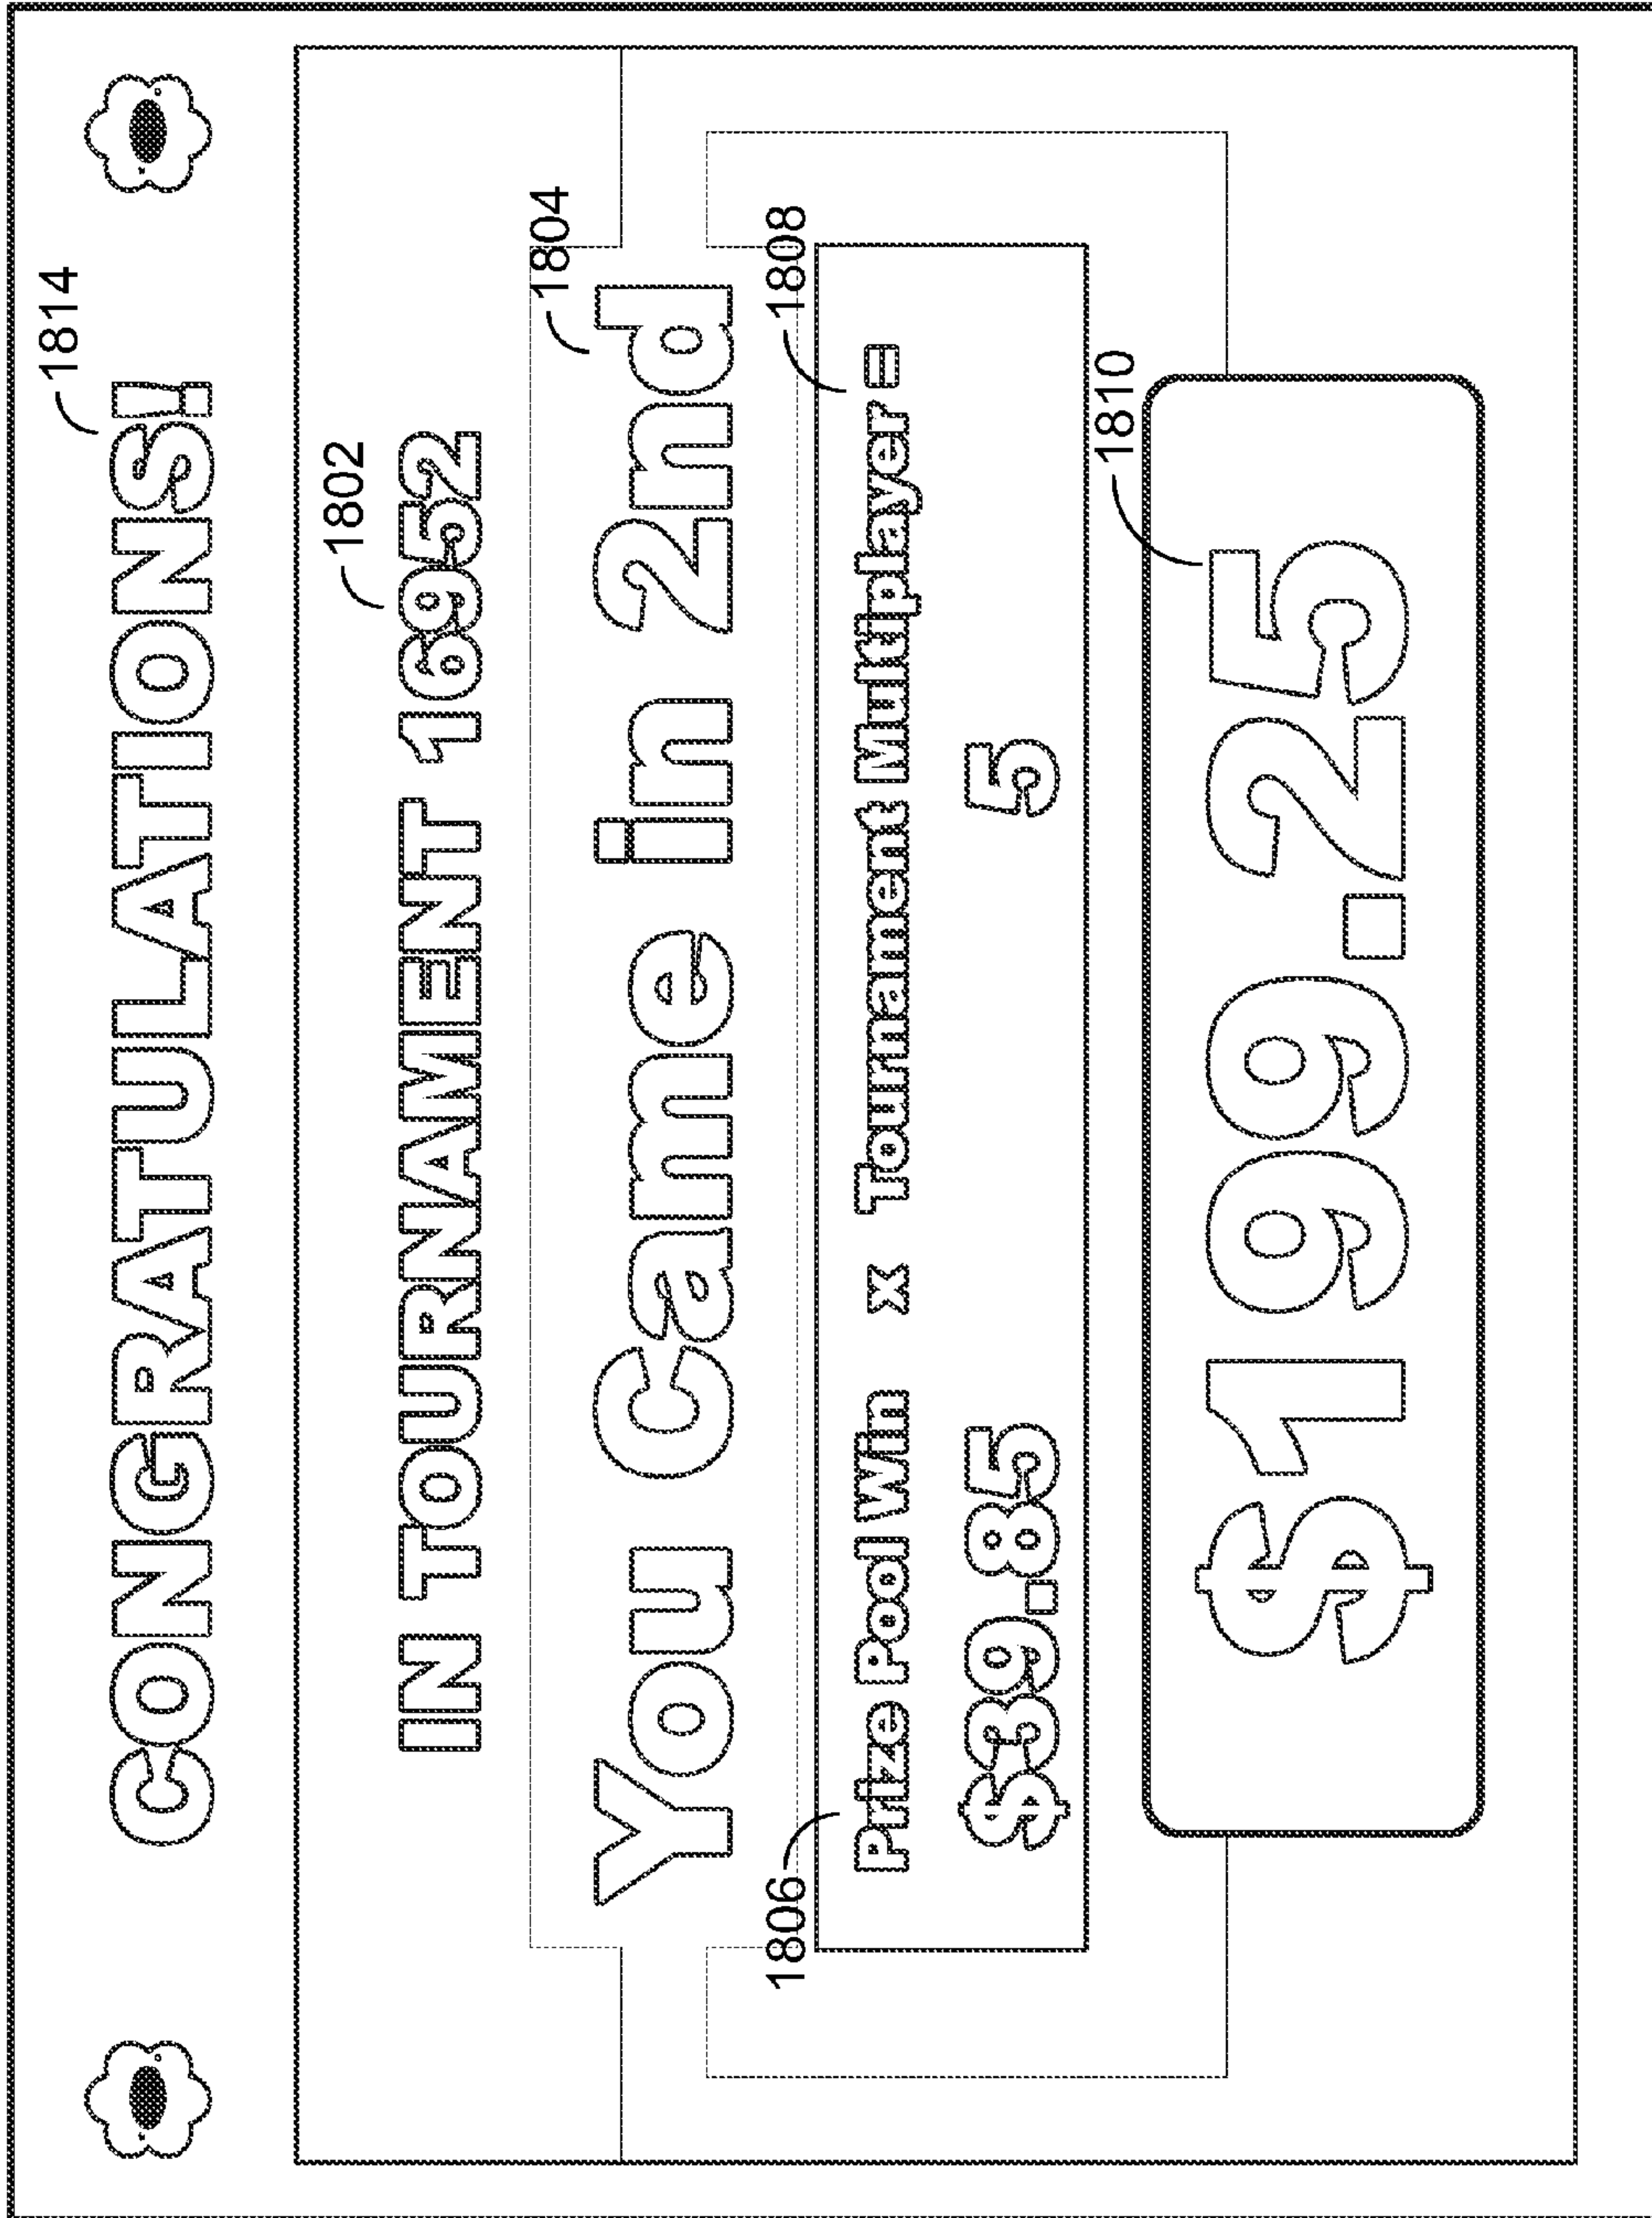 1814
CONGRATULATIONS!
1802
IN TOURNAMENT 16952
1804
You Came in 2nd
1806
1808
Prize Pool Win x Tournament Multiplayer =
$39.85 5
1810
$199.25